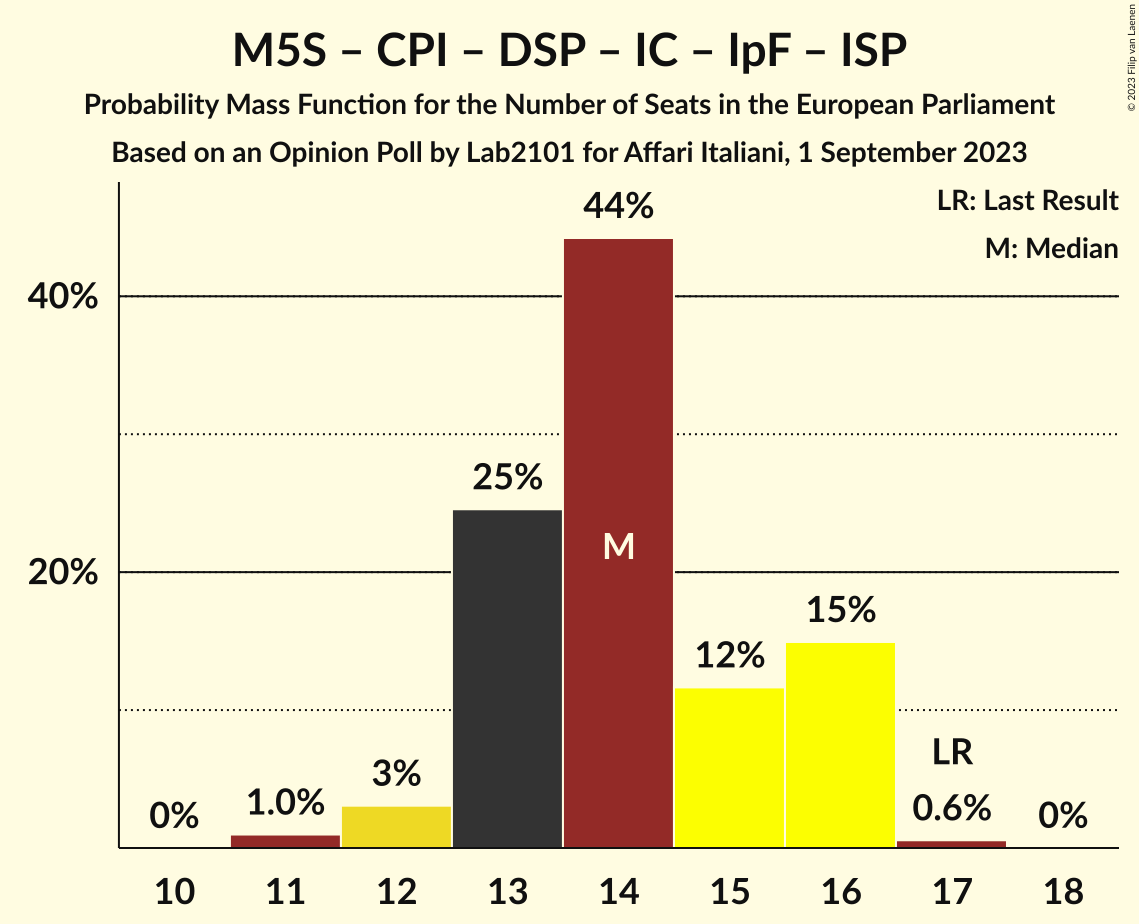 M5S – CPI – DSP – IC – IpF – ISP
Probability Mass Function for the Number of Seats in the European Parliament
Based on an Opinion Poll by Lab2101 for Affari Italiani, 1 September 2023
© 2023 Filip van Laenen
LR: Last Result
M: Median
44%
40%
25%
M
20%
15%
12%
LR
3%
1.0%
0.6%
0%
0%
10 11 12 13 14 15 16 17 18